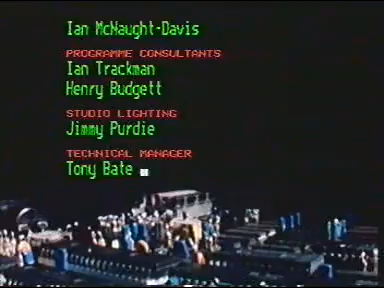 Ian McNaught-Davis
PROGRAMME CONSULTANTS
Ian Trackman
Henry Budgett
STUDIO LIGHTING
Jimmy Purdie
TECHNICAL MANAGER
Tony Bate